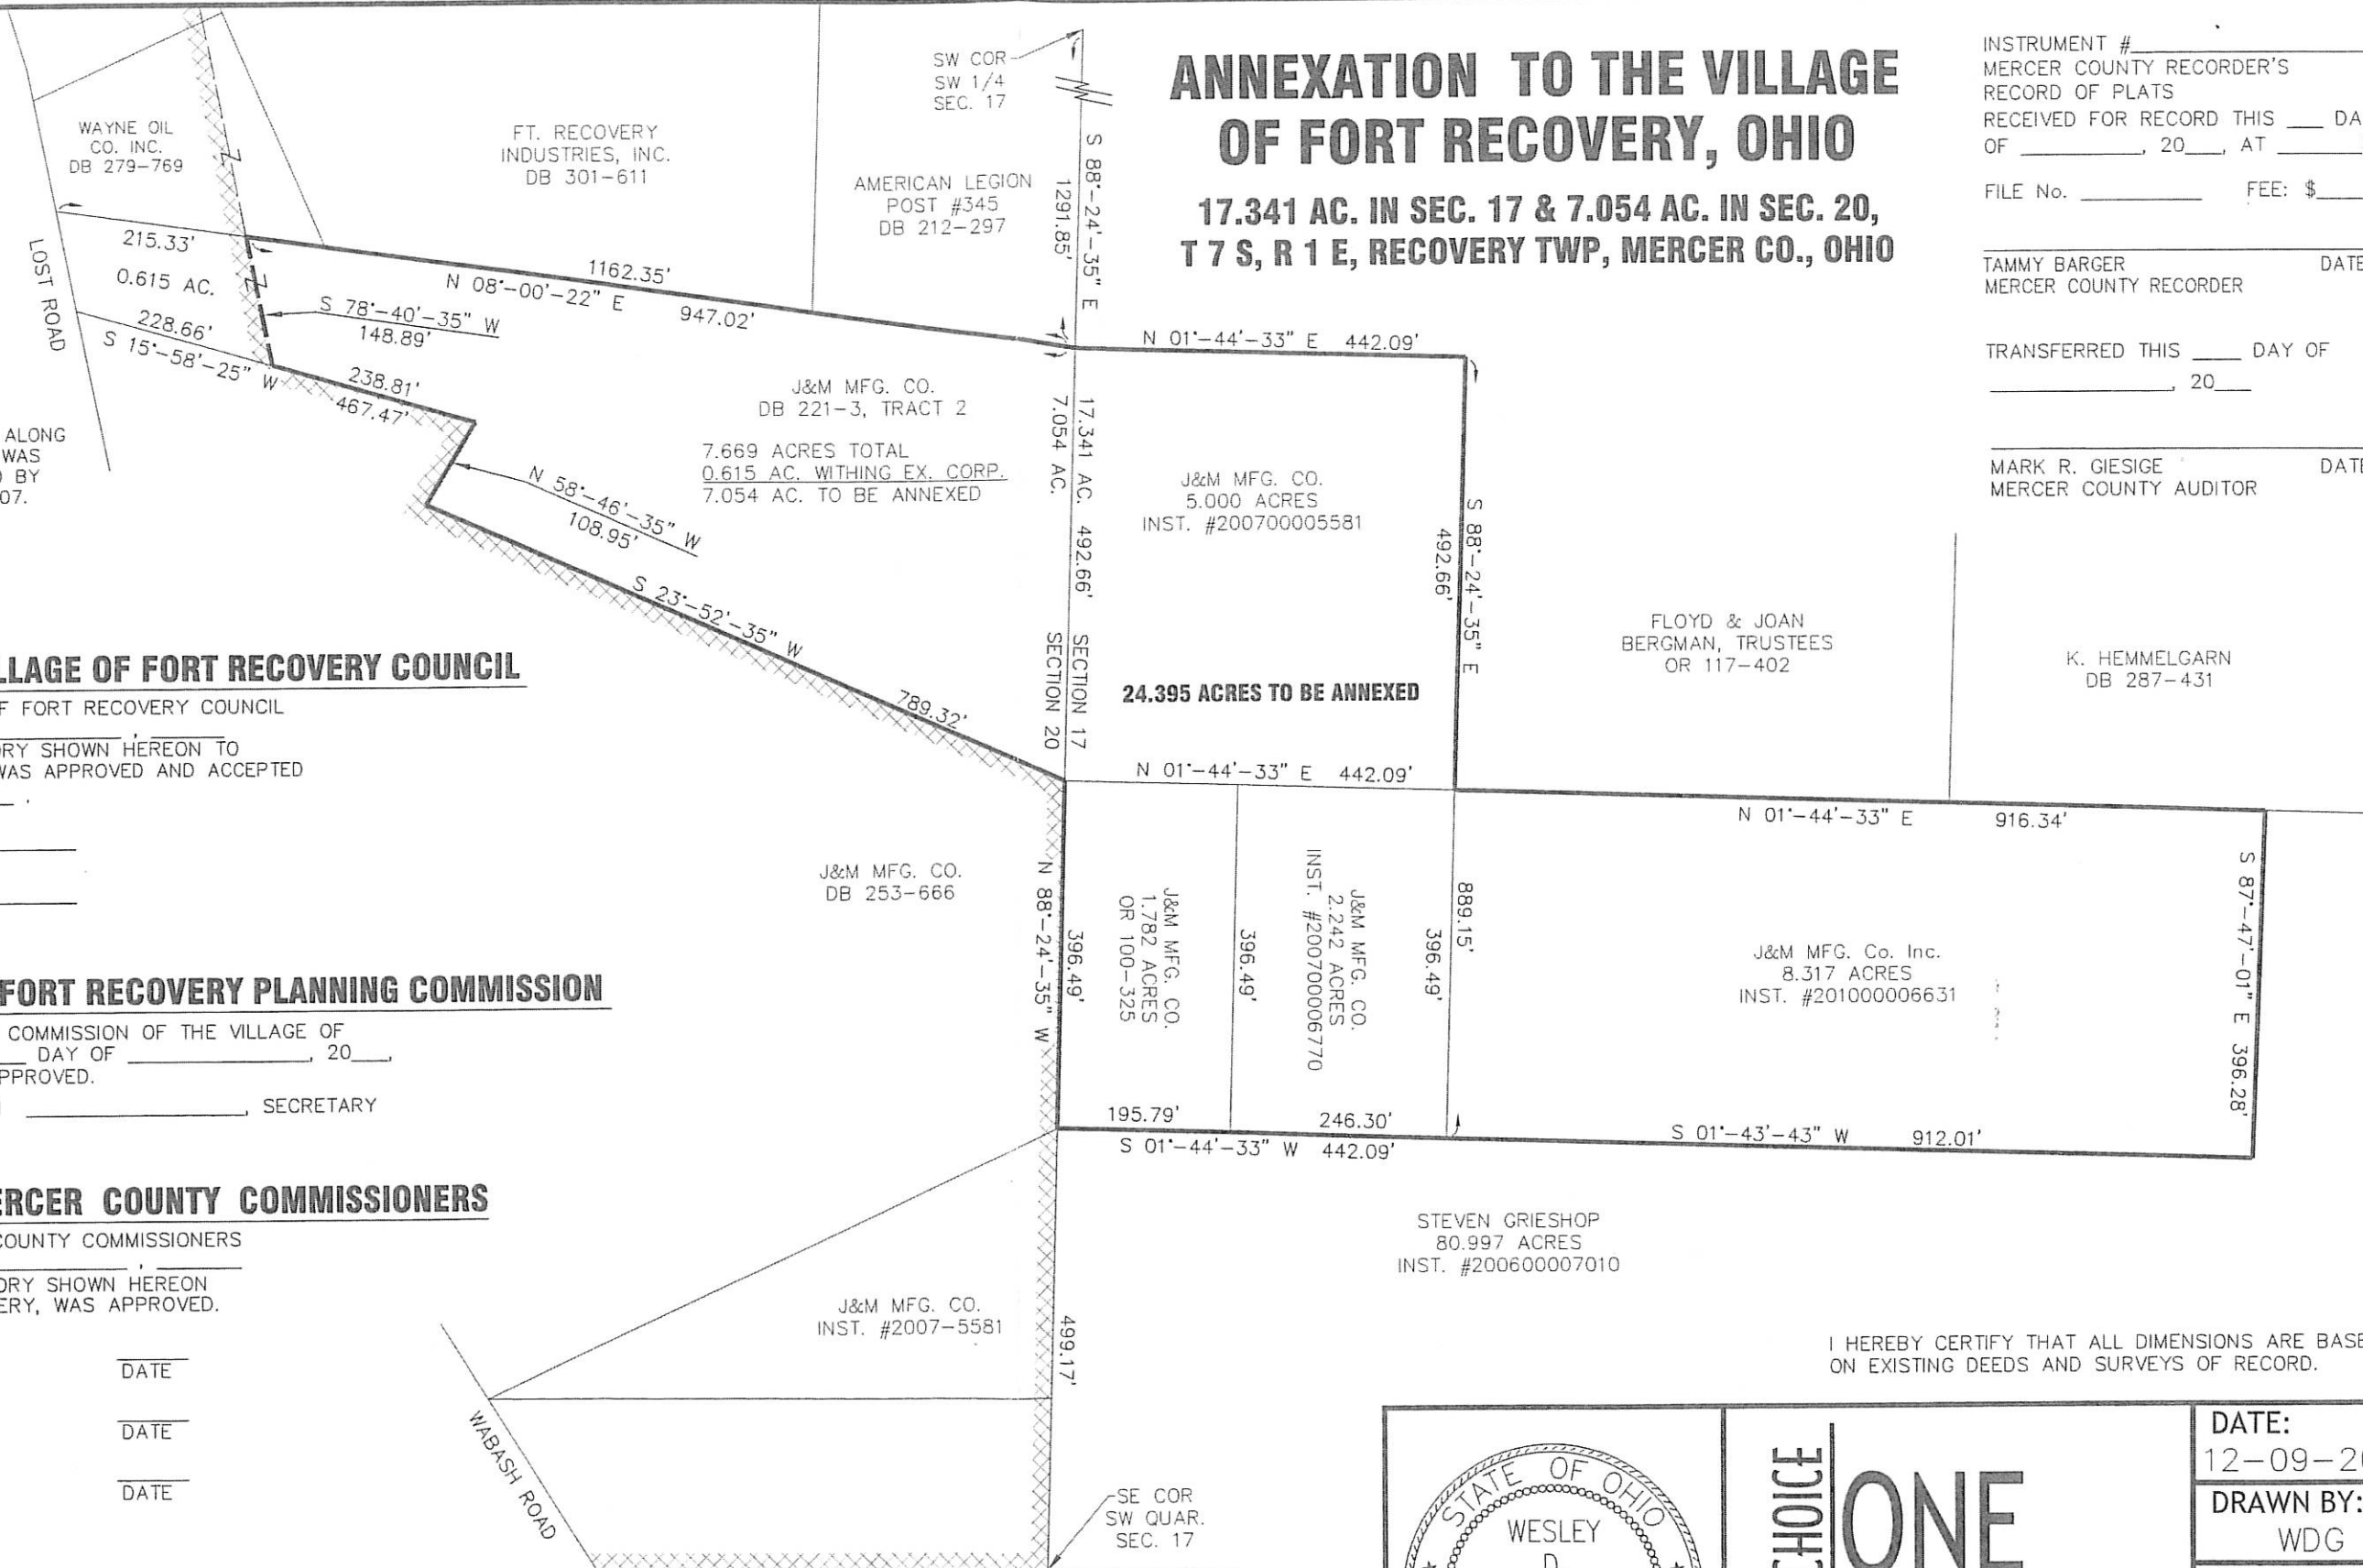 ANNEXATION TO THE VILLAGE
OF FORT RECOVERY, OHIO
17.341 AC. IN SEC. 17 & 7.054 AC. IN SEC. 20,
T 7 S, R 1 E, RECOVERY TWP, MERCER CO., OHIO
INSTRUMENT #
MERCER COUNTY RECORDER'S
RECORD OF PLATS
RECEIVED FOR RECORD THIS ___ DA
OF ________, 20__, AT
FILE No. ________ FEE: $
TAMMY BARGER DATE
MERCER COUNTY RECORDER
TRANSFERRED THIS ____ DAY OF
________, 20___
MARK R. GIESIGE DATE
MERCER COUNTY AUDITOR
SW COR
SW 1/4
SEC. 17
S 88°-24'-35" E
1291.85'
WAYNE OIL
CO. INC.
DB 279-769
FT. RECOVERY
INDUSTRIES, INC.
DB 301-611
AMERICAN LEGION
POST #345
DB 212-297
LOST ROAD
215.33'
0.615 AC.
228.66'
S 15°-58'-25" W
1162.35'
N 08°-00'-22" E
947.02'
S 78°-40'-35" W
148.89'
238.81'
467.47'
N 01°-44'-33" E 442.09'
J&M MFG. CO.
DB 221-3, TRACT 2
7.669 ACRES TOTAL
0.615 AC. WITHING EX. CORP.
7.054 AC. TO BE ANNEXED
7.054 AC.
17.341 AC.
492.66'
SECTION 17
SECTION 20
J&M MFG. CO.
5.000 ACRES
INST. #200700005581
S 88°-24'-35" E
492.66'
ALONG
WAS
BY
07.
N 58°-46'-35" W
108.95'
S 23°-52'-35" W
789.32'
24.395 ACRES TO BE ANNEXED
FLOYD & JOAN
BERGMAN, TRUSTEES
OR 117-402
K. HEMMELGARN
DB 287-431
N 01°-44'-33" E 442.09'
N 01°-44'-33" E 916.34'
LLAGE OF FORT RECOVERY COUNCIL
F FORT RECOVERY COUNCIL
RY SHOWN HEREON TO
WAS APPROVED AND ACCEPTED
J&M MFG. CO.
DB 253-666
N 88°-24'-35" W
396.49'
J&M MFG. CO.
1.782 ACRES
OR 100-325
396.49'
J&M MFG. CO.
2.242 ACRES
INST. #200700006770
396.49'
889.15'
J&M MFG. Co. Inc.
8.317 ACRES
INST. #201000006631
S 87°-47'-01" E 396.28'
195.79'
246.30'
S 01°-44'-33" W 442.09'
S 01°-43'-43" W 912.01'
FORT RECOVERY PLANNING COMMISSION
COMMISSION OF THE VILLAGE OF
DAY OF ________, 20__,
PPROVED.
________, SECRETARY
ERCER COUNTY COMMISSIONERS
COUNTY COMMISSIONERS
ORY SHOWN HEREON
ERY, WAS APPROVED.
DATE
DATE
DATE
J&M MFG. CO.
INST. #2007-5581
499.17'
WABASH ROAD
STEVEN GRIESHOP
80.997 ACRES
INST. #200600007010
SE COR
SW QUAR.
SEC. 17
I HEREBY CERTIFY THAT ALL DIMENSIONS ARE BASE
ON EXISTING DEEDS AND SURVEYS OF RECORD.
STATE OF OHIO
WESLEY
D.
CHOICE
ONE
DATE:
12-09-20
DRAWN BY:
WDG